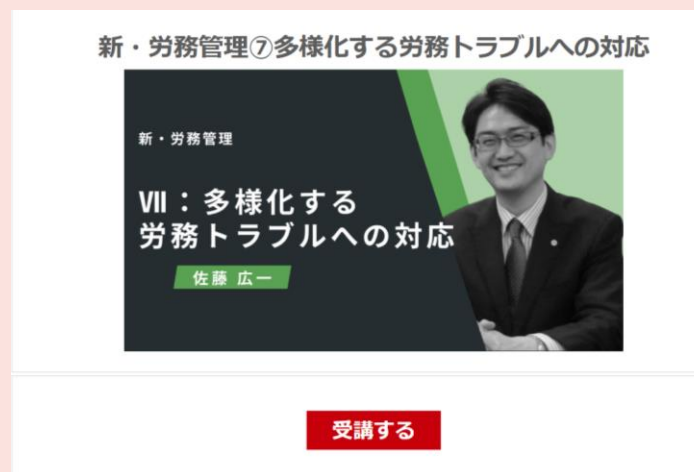 新・労務管理⑦多様化する労務トラブルへの対応
新・労務管理
Ⅶ：多様化する
労務トラブルへの対応
佐藤 広一
受講する